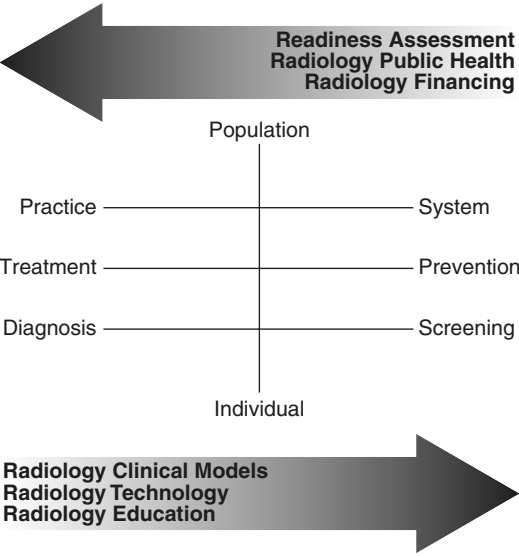 Readiness Assessment
Radiology Public Health
Radiology Financing
Population
Practice System
Treatment Prevention
Diagnosis Screening
Individual
Radiology Clinical Models
Radiology Technology
Radiology Education